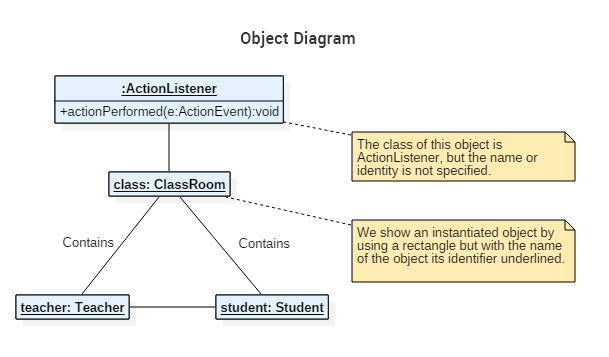 Object Diagram
:ActionListener
+actionPerformed(e:ActionEvent):void
The class of this object is
ActionListener, but the name or
identity is not specified.
class: ClassRoom
We show an instantiated object by
using a rectangle but with the name
of the object its identifier underlined.
Contains
Contains
teacher: Teacher
student: Student